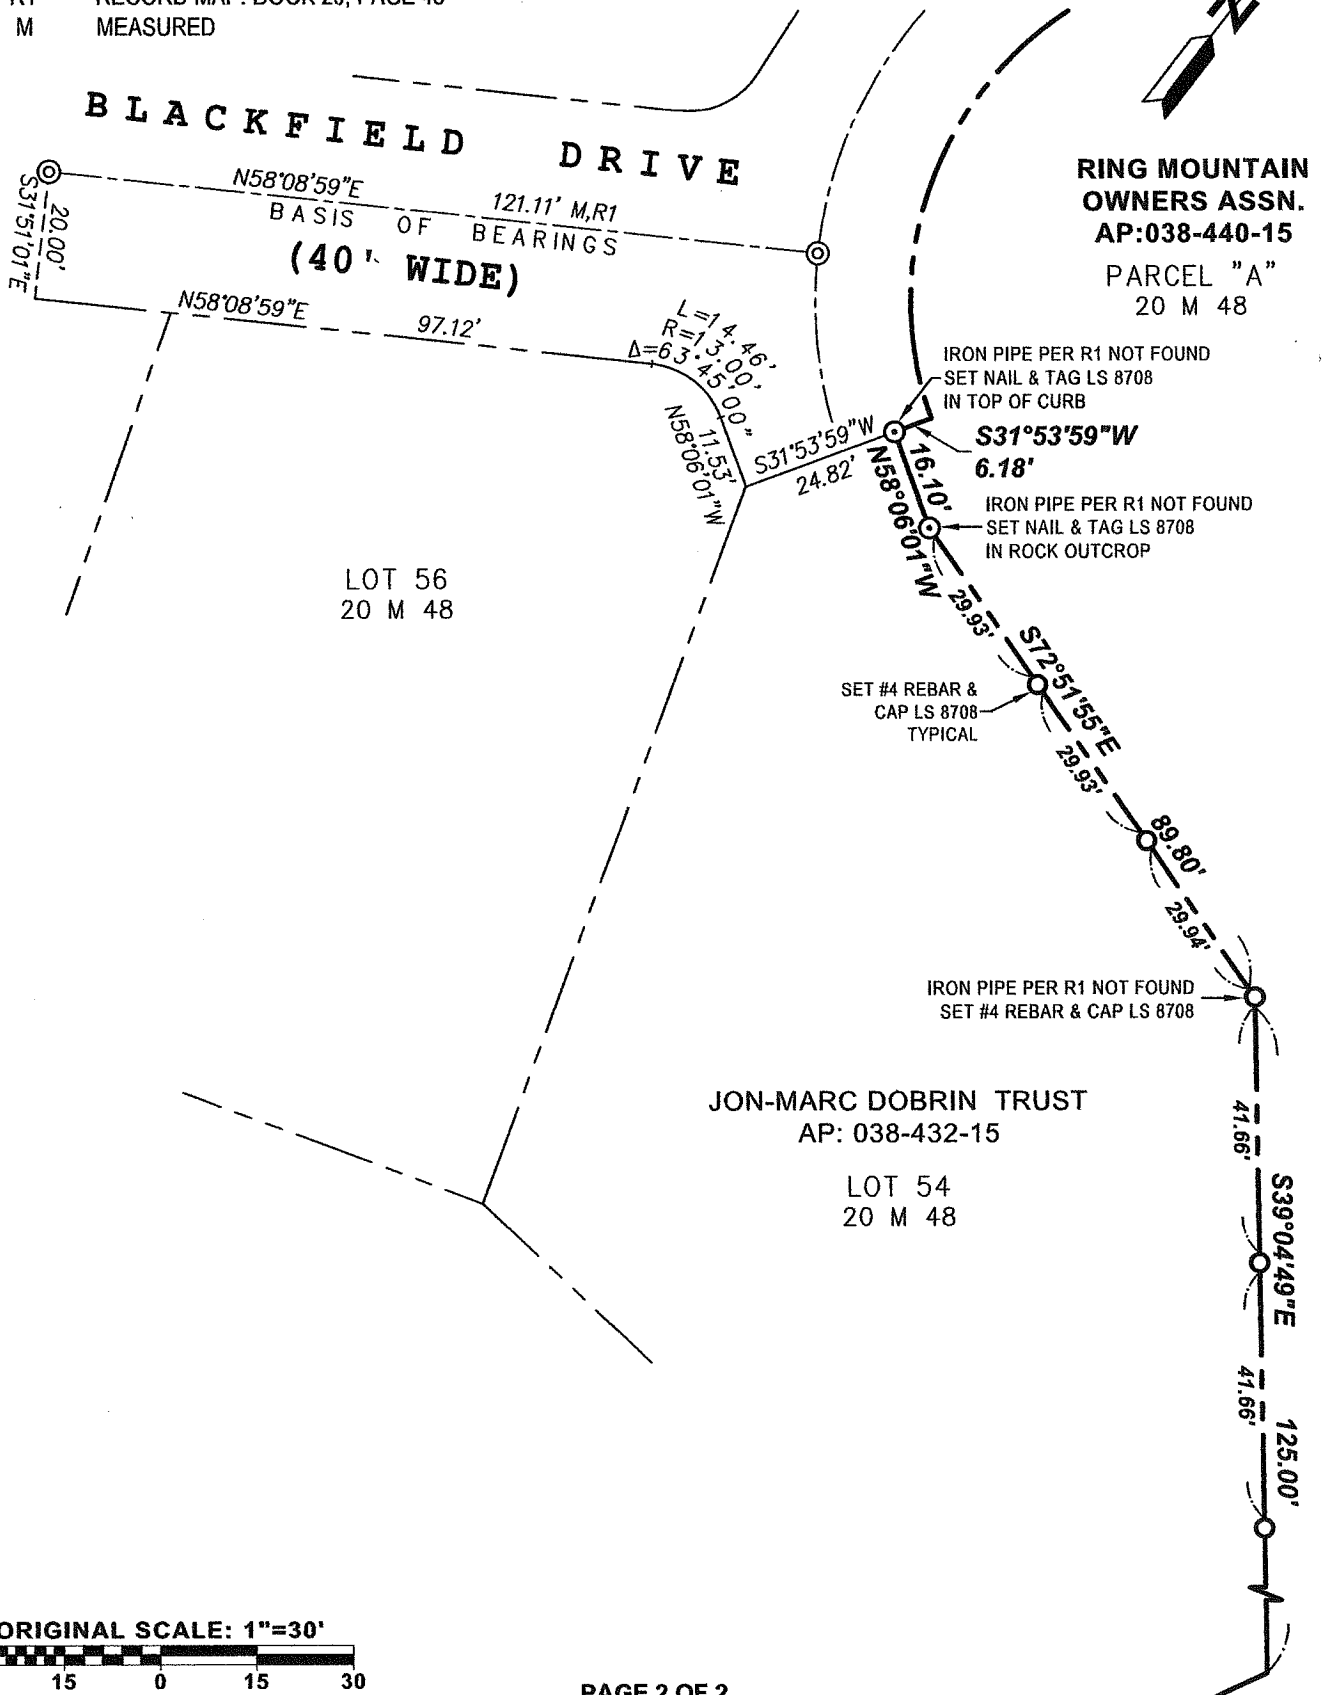 M MEASURED
N
BLACKFIELD DRIVE
N58°08'59"E
121.11' M,R1
BASIS OF BEARINGS
(40' WIDE)
S31°51'01"E
20.00'
N58°08'59"E
97.12'
L=14.46'
R=13.00'
Δ=63°45'00"
11.53'
N58°06'01"W
S31°53'59"W
24.82'
RING MOUNTAIN
OWNERS ASSN.
AP:038-440-15
PARCEL "A"
20 M 48
IRON PIPE PER R1 NOT FOUND
SET NAIL & TAG LS 8708
IN TOP OF CURB
S31°53'59"W
6.18'
16.10'
N58°06'01"W
IRON PIPE PER R1 NOT FOUND
SET NAIL & TAG LS 8708
IN ROCK OUTCROP
LOT 56
20 M 48
29.93'
S72°51'55"E
SET #4 REBAR &
CAP LS 8708
TYPICAL
29.93'
89.80'
29.94'
IRON PIPE PER R1 NOT FOUND
SET #4 REBAR & CAP LS 8708
JON-MARC DOBRIN TRUST
AP: 038-432-15
LOT 54
20 M 48
41.66'
S39°04'49"E
41.66'
125.00'
ORIGINAL SCALE: 1"=30'
15 0 15 30
PAGE 2 OF 2